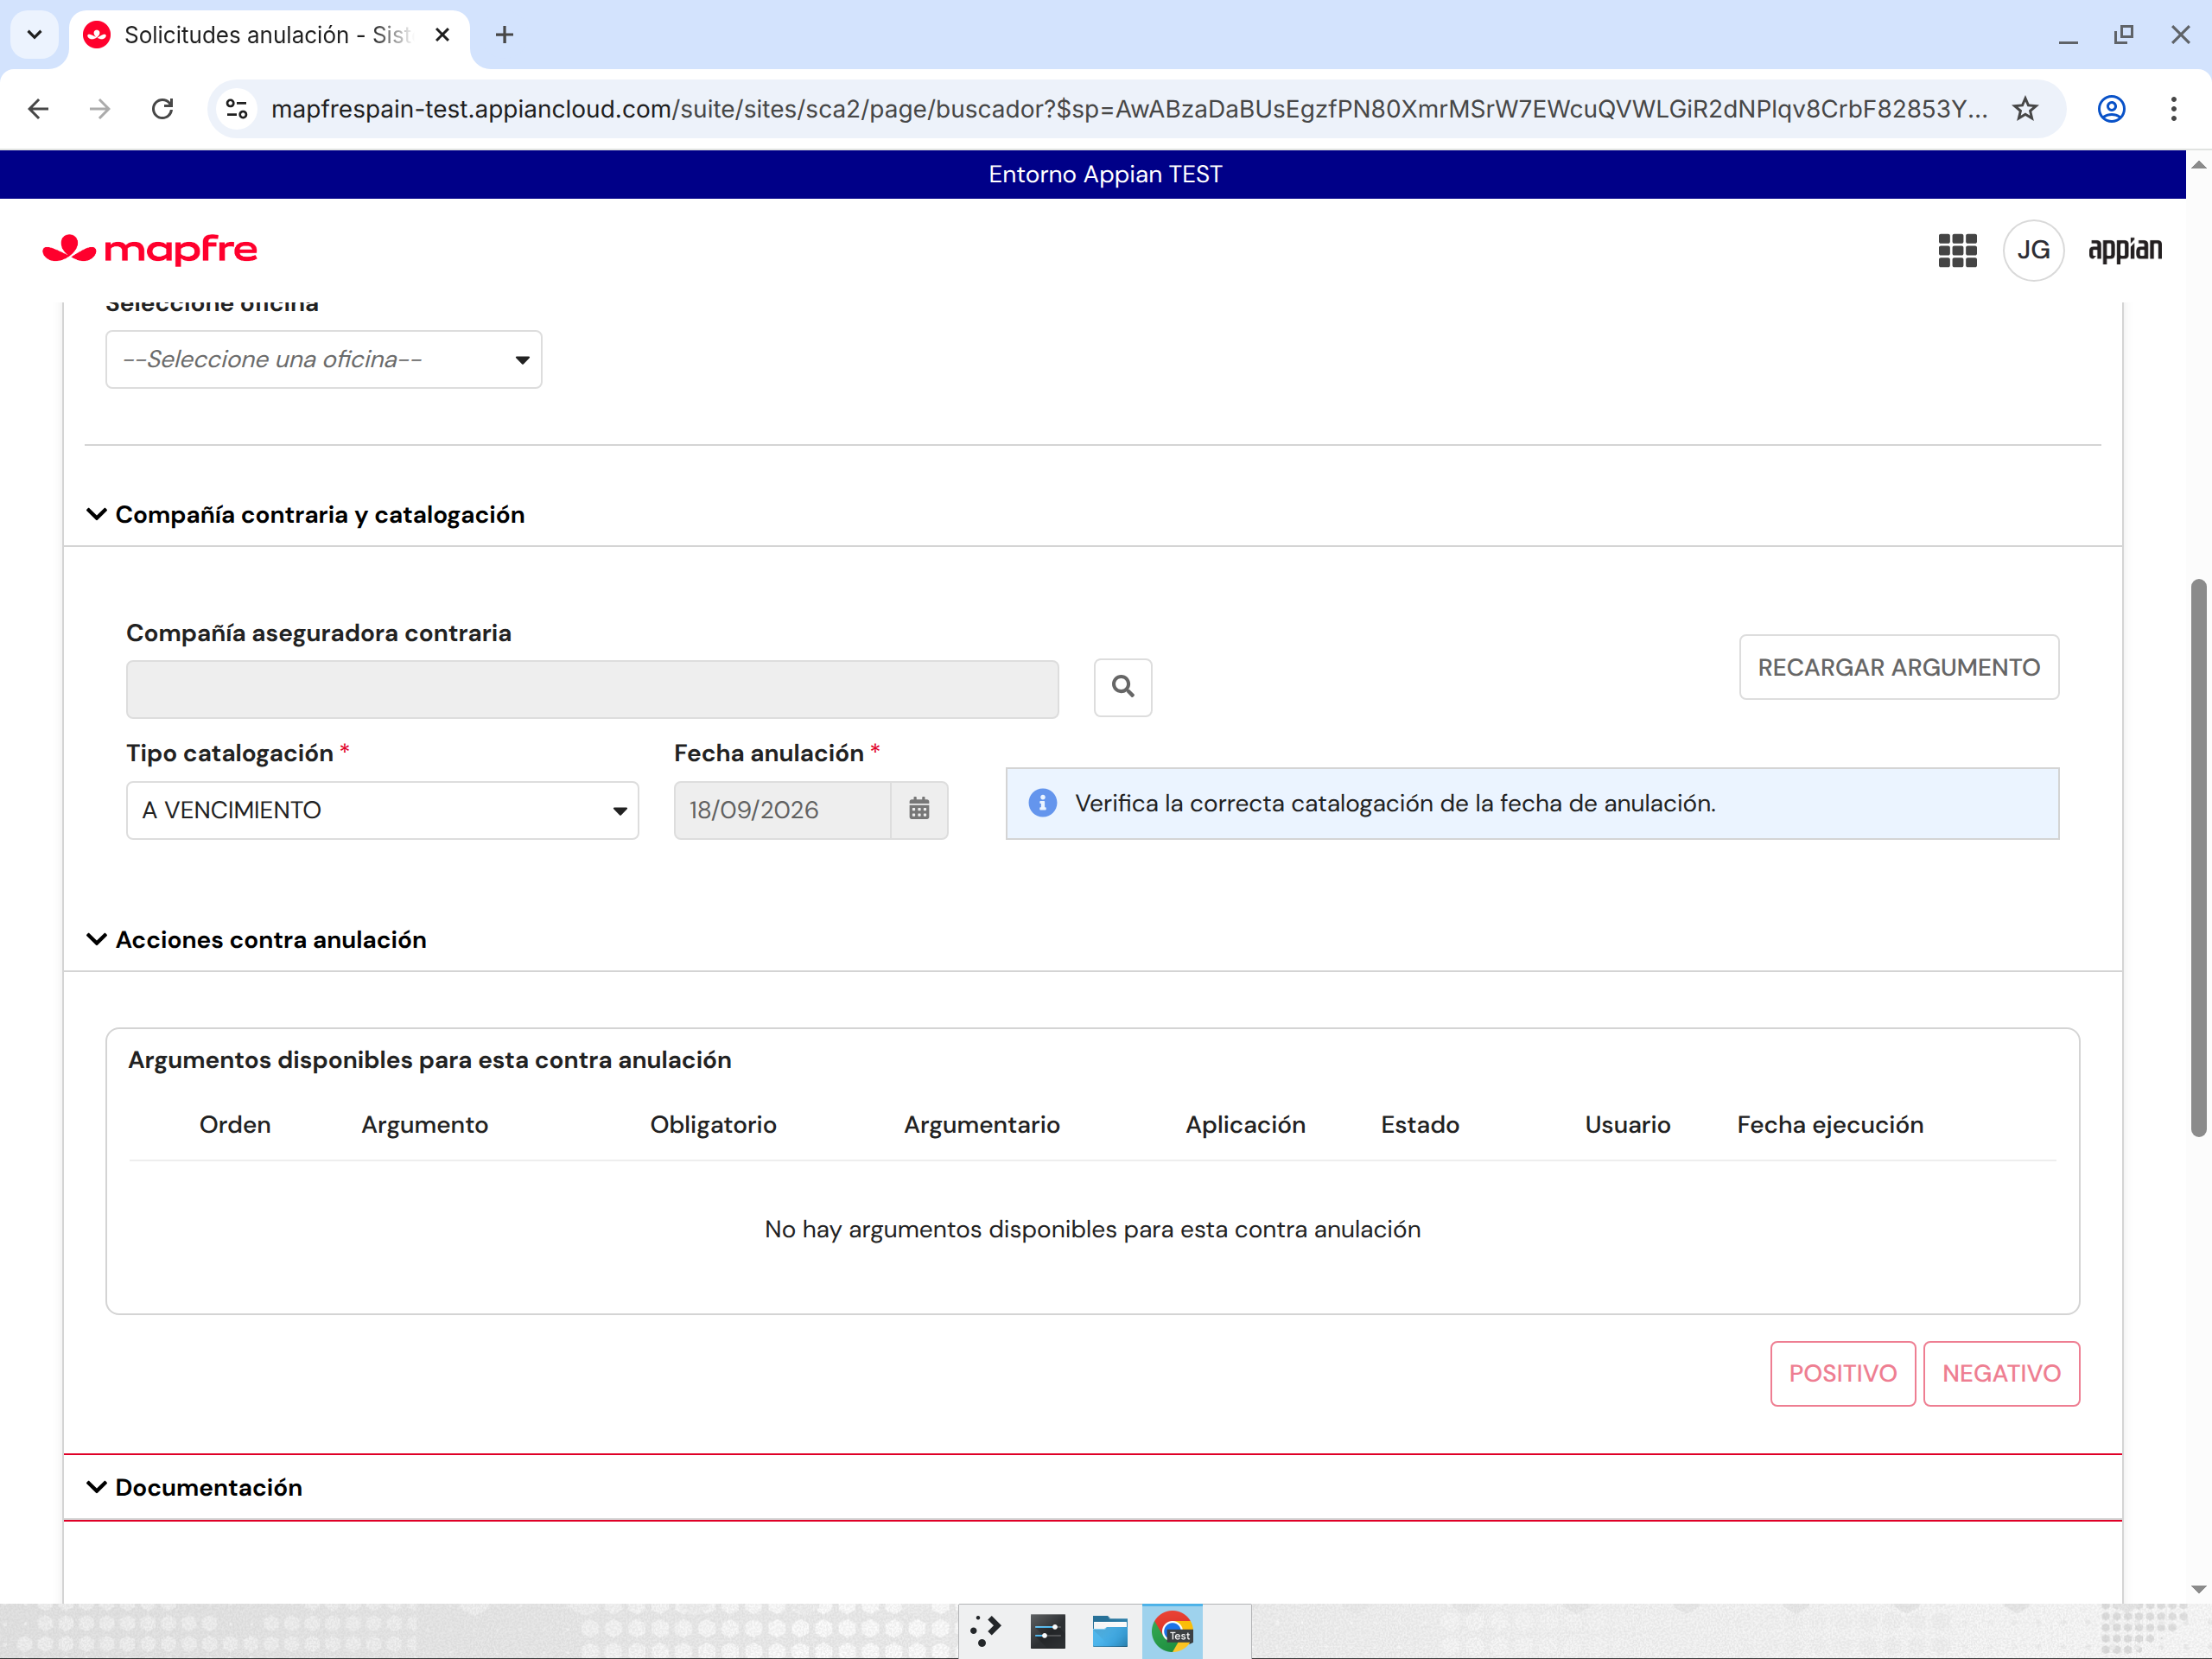 Solicitudes anulación - Sist
mapfrespain-test.appiancloud.com/suite/sites/sca2/page/buscador?$sp=AwABzaDaBUsEgzfPN80XmrMSrW7EWcuQVWLGiR2dNPlqv8CrbF82853Y...
Entorno Appian TEST
mapfre
JG
appian
Seleccione oficina
--Seleccione una oficina--
Compañía contraria y catalogación
Compañía aseguradora contraria
RECARGAR ARGUMENTO
Tipo catalogación *
Fecha anulación *
A VENCIMIENTO
18/09/2026
Verifica la correcta catalogación de la fecha de anulación.
Acciones contra anulación
Argumentos disponibles para esta contra anulación
Orden Argumento Obligatorio Argumentario Aplicación Estado Usuario Fecha ejecución
No hay argumentos disponibles para esta contra anulación
POSITIVO NEGATIVO
Documentación
Test